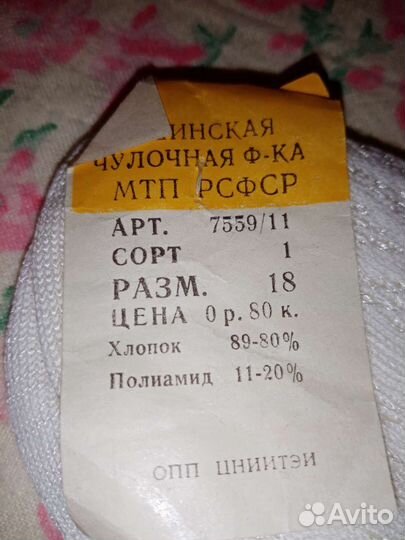 ЧУЛОЧНАЯ Ф-КА
МТП РСФСР
АРТ. 7559/11
СОРТ 1
РАЗМ. 18
ЦЕНА 0 р. 80 к.
Хлопок 89-80%
Полиамид 11-20%
ОПП ЦНИИТЭИ
Avito